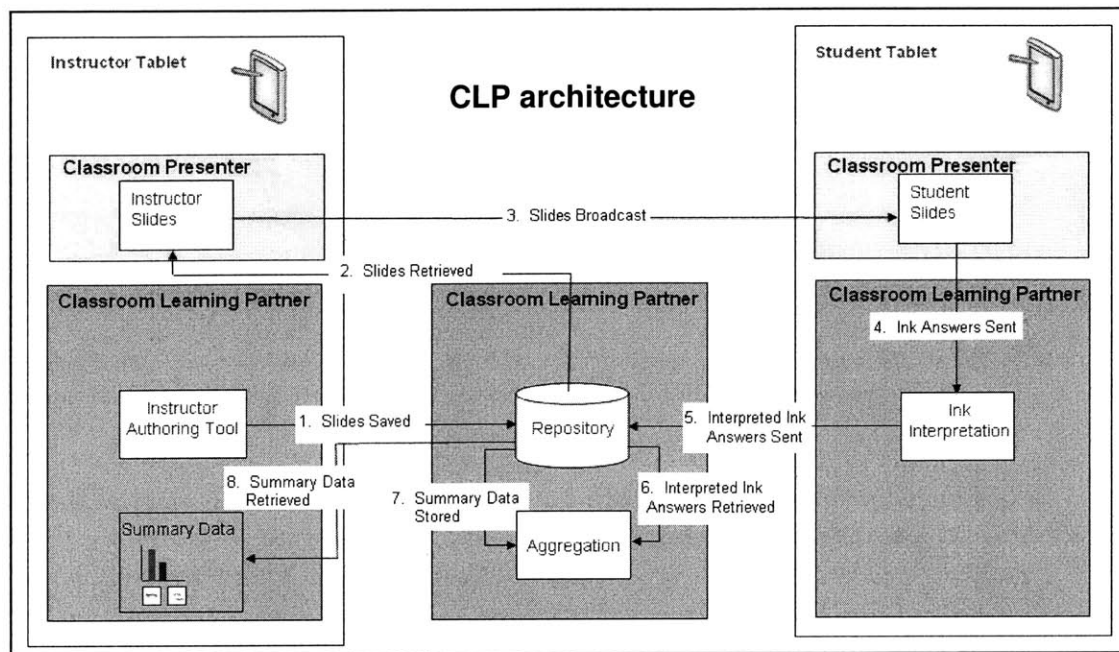 Instructor Tablet
Student Tablet
CLP architecture
Classroom Presenter
Instructor
Slides
3. Slides Broadcast
Classroom Presenter
Student
Slides
2. Slides Retrieved
Classroom Learning Partner
Classroom Learning Partner
Classroom Learning Partner
4. Ink Answers Sent
Instructor
Authoring Tool
1. Slides Saved
Repository
5. Interpreted Ink
Answers Sent
Ink
Interpretation
8. Summary Data
Retrieved
7. Summary Data
Stored
6. Interpreted Ink
Answers Retrieved
Summary Data
Aggregation